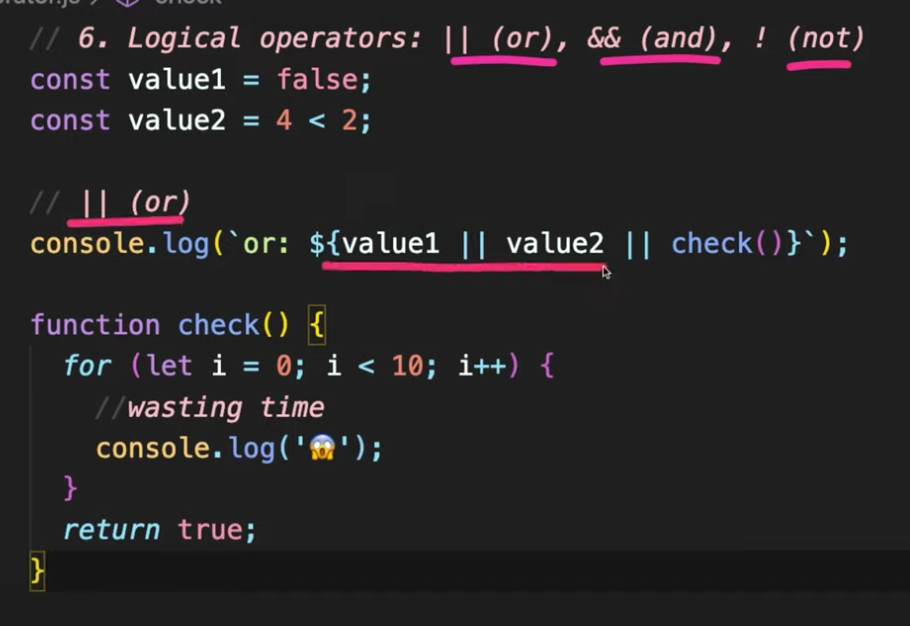 // 6. Logical operators: || (or), && (and), ! (not)
const value1 = false;
const value2 = 4 < 2;
// || (or)
console.log(`or: ${value1 || value2 || check()}`);
function check() {
for (let i = 0; i < 10; i++) {
//wasting time
console.log('😱');
}
return true;
}